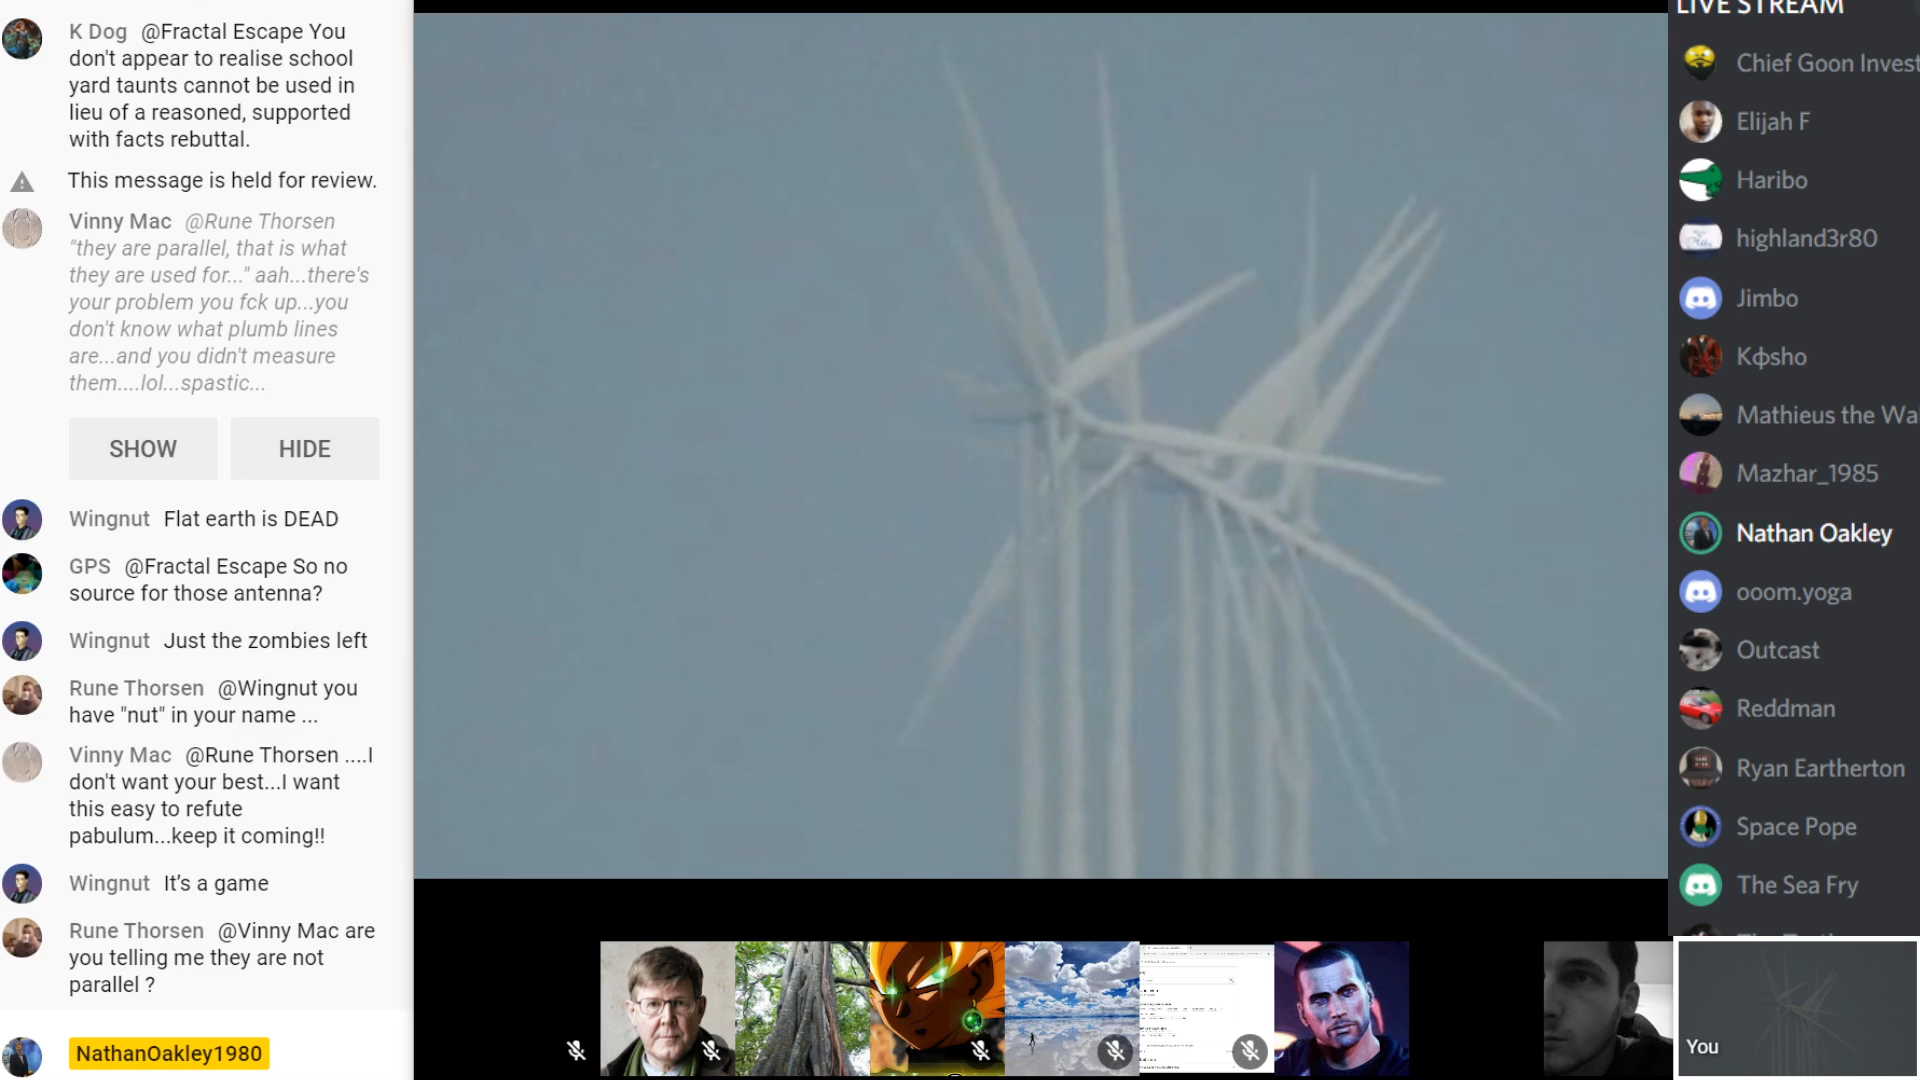 K Dog @Fractal Escape You
don't appear to realise school
yard taunts cannot be used in
lieu of a reasoned, supported
with facts rebuttal.
This message is held for review.
Vinny Mac @Rune Thorsen
"they are parallel, that is what
they are used for..." aah...there's
your problem you fck up...you
don't know what plumb lines
are...and you didn't measure
them....lol...spastic...
SHOW HIDE
Wingnut Flat earth is DEAD
GPS @Fractal Escape So no
source for those antenna?
Wingnut Just the zombies left
Rune Thorsen @Wingnut you
have "nut" in your name ...
Vinny Mac @Rune Thorsen ....I
don't want your best...I want
this easy to refute
pabulum...keep it coming!!
Wingnut It's a game
Rune Thorsen @Vinny Mac are
you telling me they are not
parallel ?
NathanOakley1980
LIVE STREAM
Chief Goon Invest
Elijah F
Haribo
highland3r80
Jimbo
Kфsho
Mathieus the Wa
Mazhar_1985
Nathan Oakley
ooom.yoga
Outcast
Reddman
Ryan Eartherton
Space Pope
The Sea Fry
You